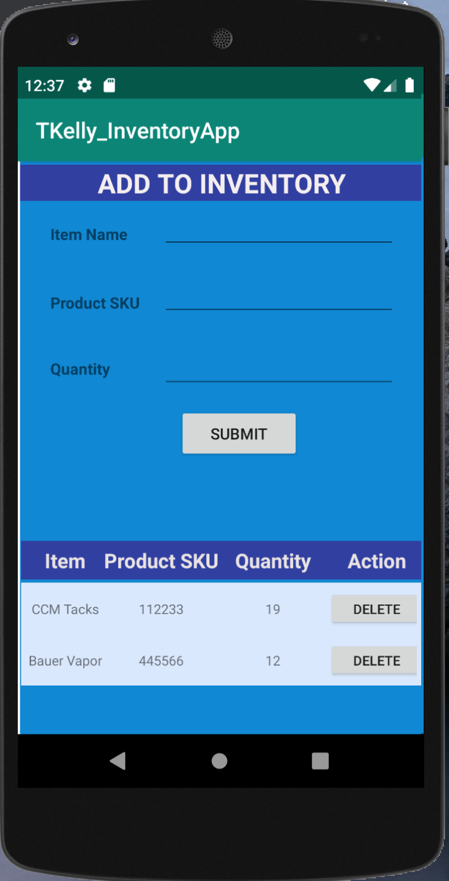 12:37
TKelly_InventoryApp
ADD TO INVENTORY
Item Name
Product SKU
Quantity
SUBMIT
Item Product SKU Quantity Action
CCM Tacks 112233 19 DELETE
Bauer Vapor 445566 12 DELETE